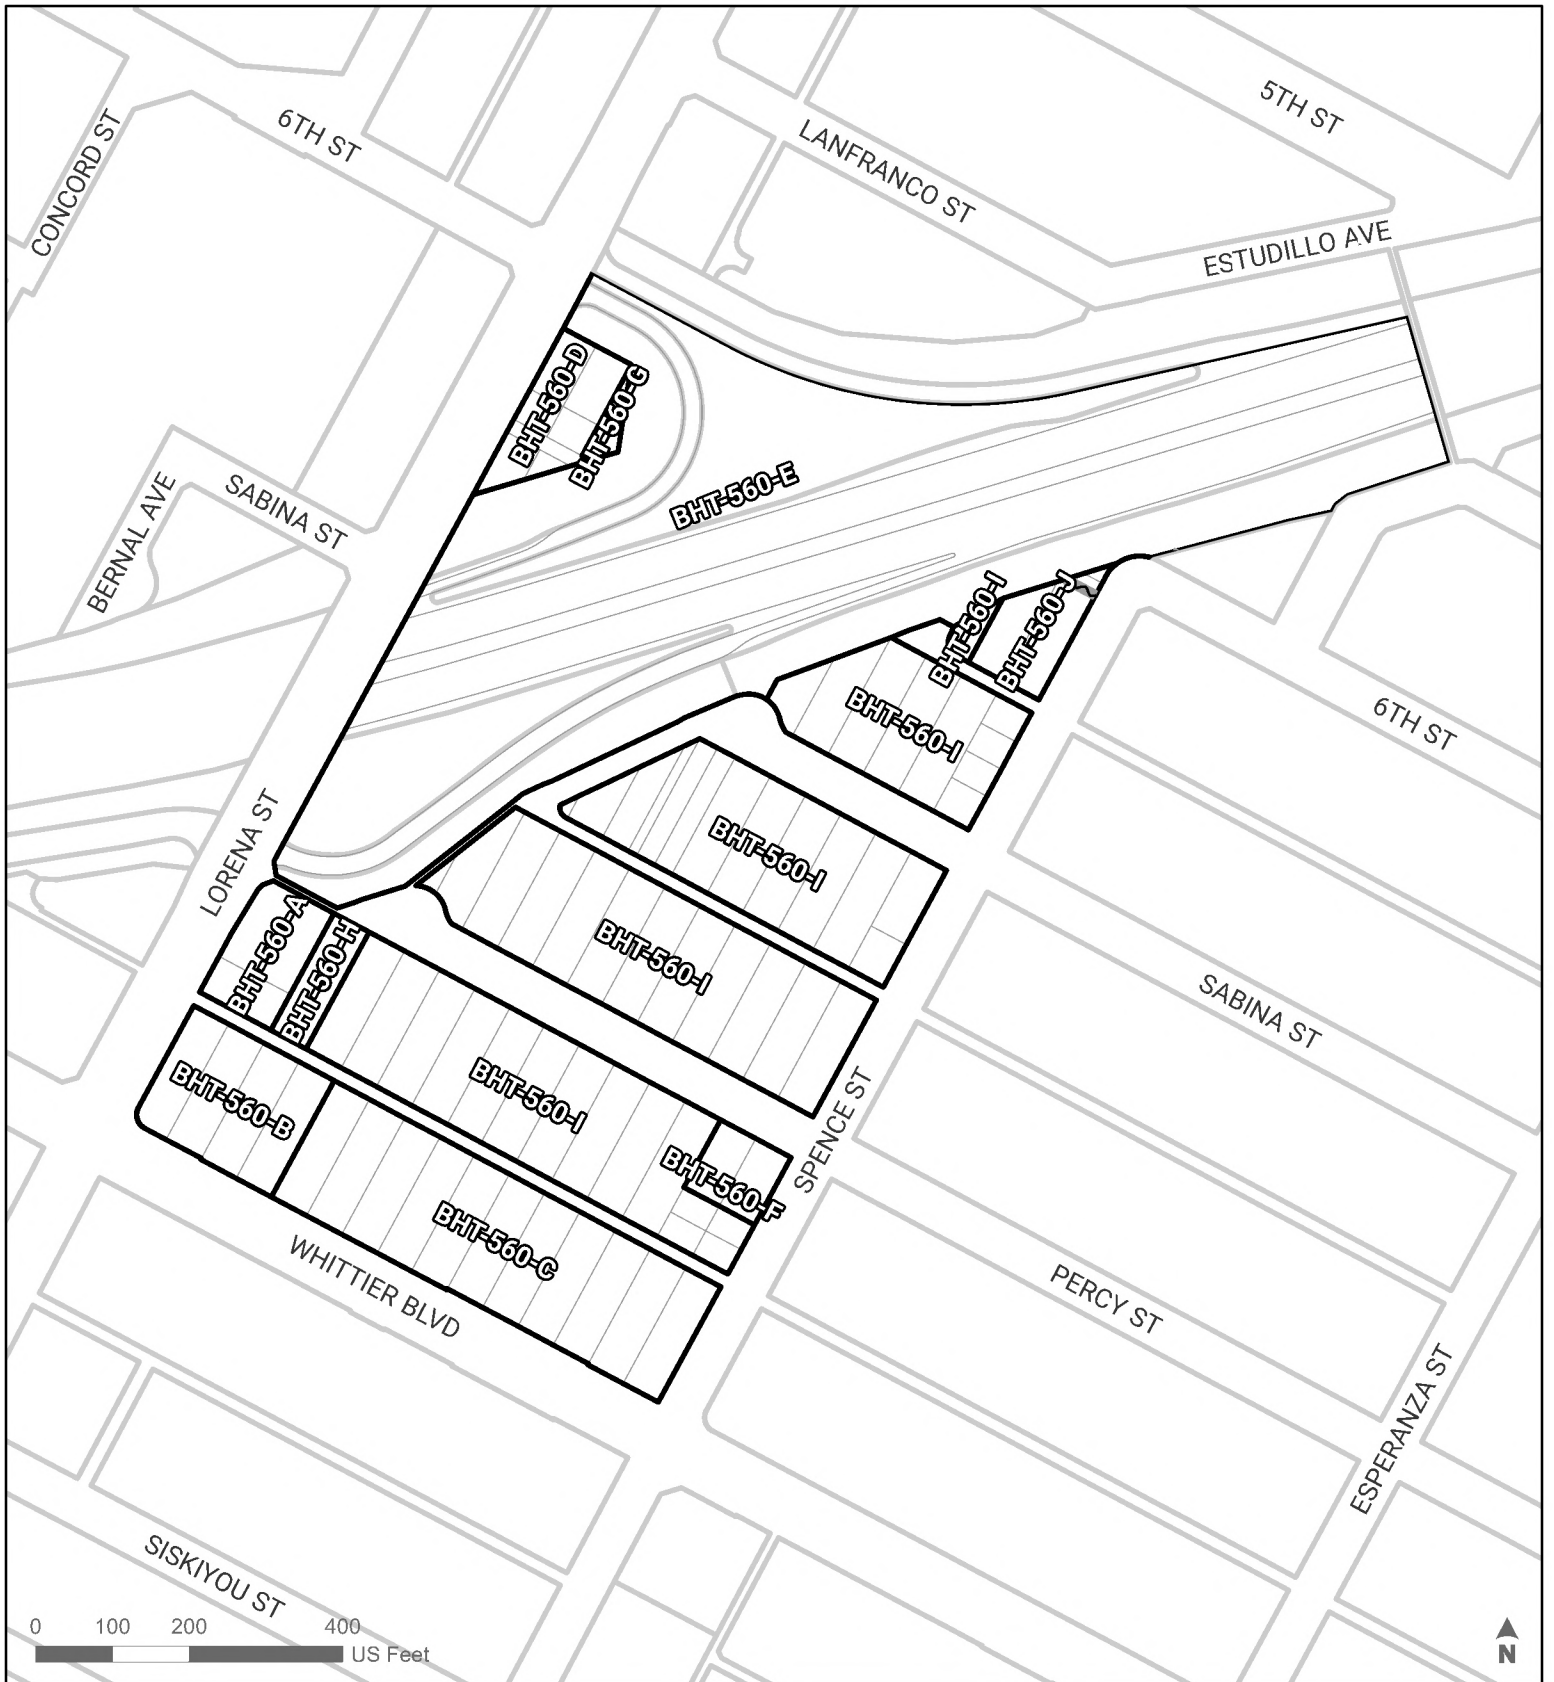 5TH ST
6TH ST
CONCORD ST
LANFRANCO ST
ESTUDILLO AVE
BHT-560-D
BHT-560-G
BHT-560-E
SABINA ST
BERNAL AVE
BHT-560-I
BHT-560-J
BHT-560-I
6TH ST
LORENA ST
BHT-560-I
BHT-560-A
BHT-560-H
BHT-560-I
SABINA ST
BHT-560-B
BHT-560-I
SPENCE ST
BHT-560-F
BHT-560-C
WHITTIER BLVD
PERCY ST
ESPERANZA ST
SISKIYOU ST
0 100 200 400
US Feet
N